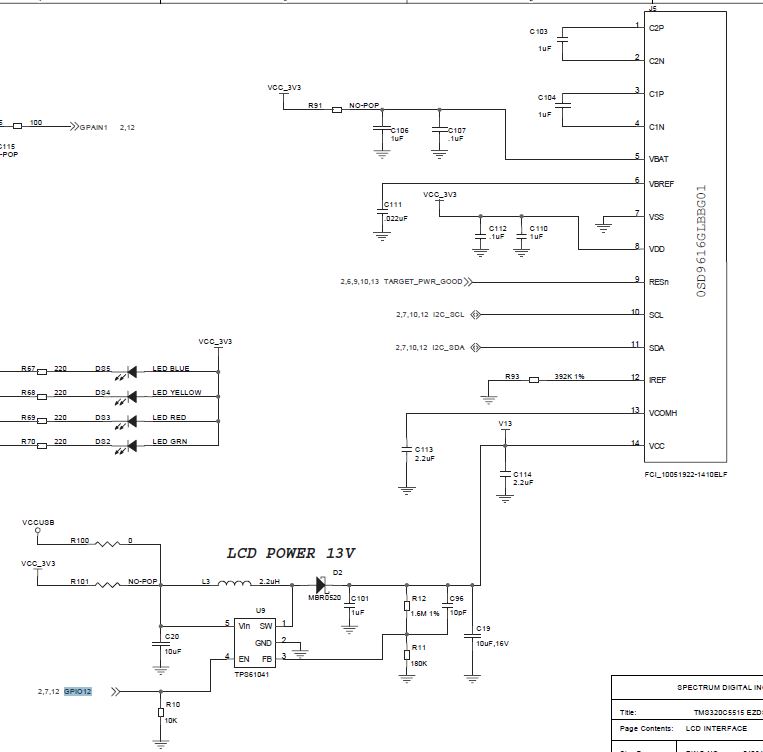 J5
C103
1uF
1 C2P
2 C2N
C104
1uF
3 C1P
4 C1N
VCC_3V3
R91 NO-POP
100 GPAIN1 2,12
C115
-POP
C106
1uF
C107
.1uF
5 VBAT
6 VBREF
C111
.022uF
VCC_3V3
7 VSS
C112
.1uF
C110
1uF
8 VDD
OSD9616GLBBG01
2,6,9,10,13 TARGET_PWR_GOOD
9 RESn
2,7,10,12 I2C_SCL
10 SCL
2,7,10,12 I2C_SDA
11 SDA
VCC_3V3
R67 220 DS5 LED BLUE
R68 220 DS4 LED YELLOW
R69 220 DS3 LED RED
R70 220 DS2 LED GRN
R93 392K 1%
12 IREF
13 VCOMH
V13
14 VCC
C113
2.2uF
C114
2.2uF
FCI_10051922-1410ELF
VCCUSB
R100 0
VCC_3V3
R101 NO-POP
LCD POWER 13V
L3 2.2uH
D2
MBR0520
C101
1uF
R12
1.6M 1%
C96
10pF
U9
5 Vin SW 1
GND 2
4 EN FB 3
TPS61041
C20
10uF
R11
180K
C19
10uF,16V
2,7,12 GPIO12
R10
10K
SPECTRUM DIGITAL IN
Title: TMS320C5515 EZD
Page Contents: LCD INTERFACE